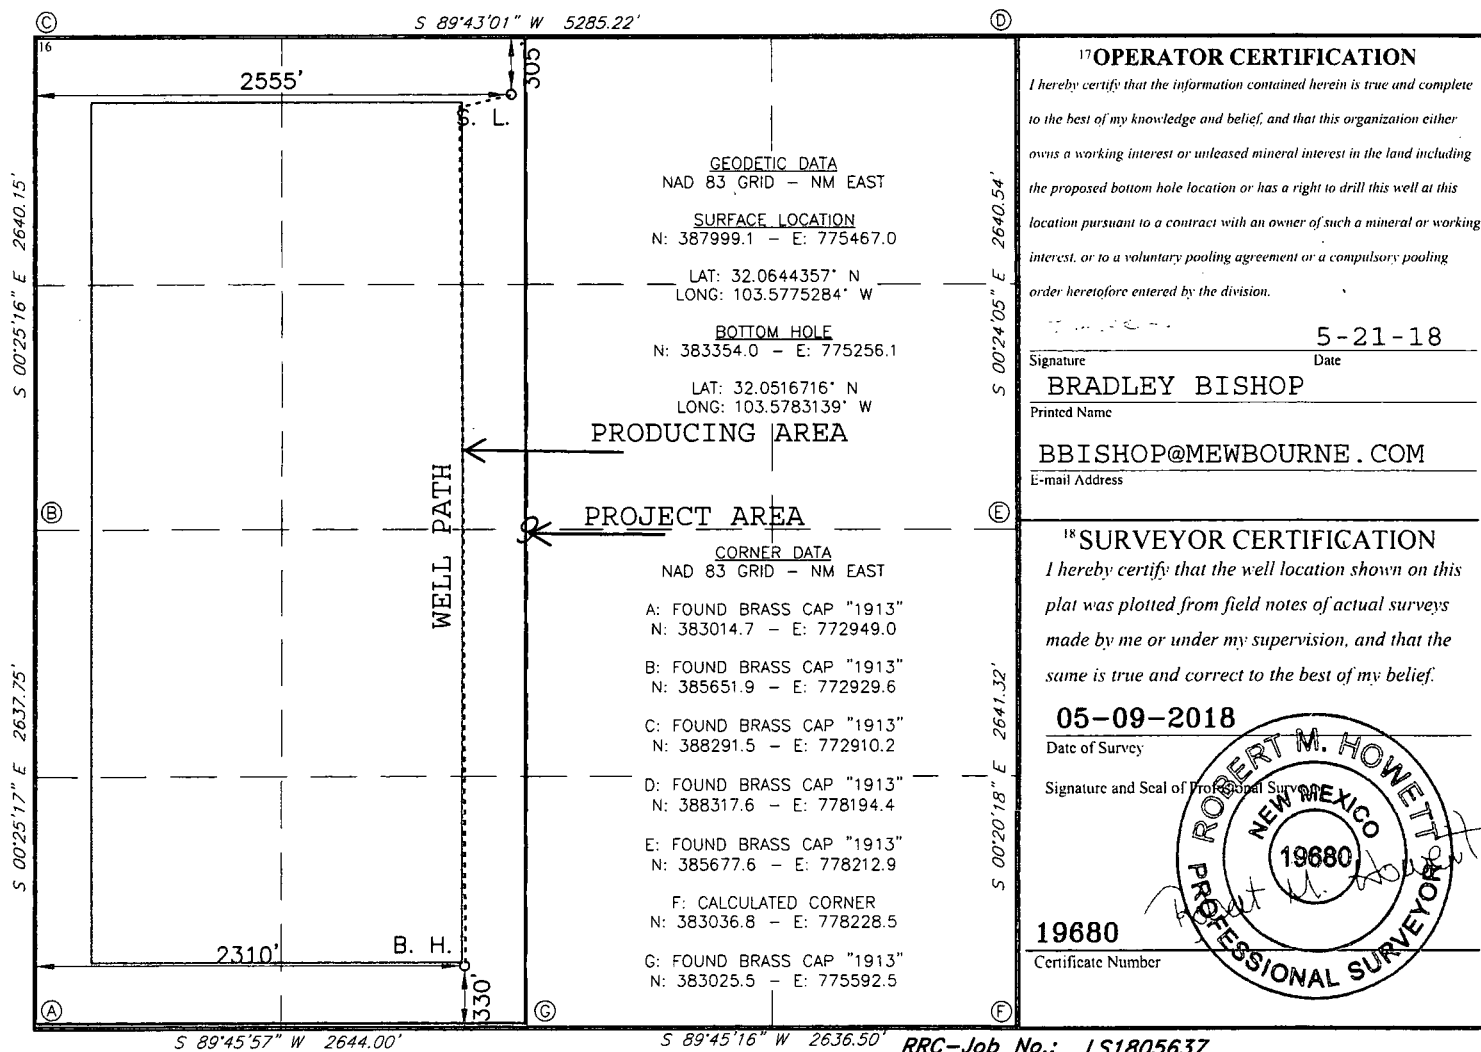 S 89°43'01" W 5285.22'
C
D
16
305'
2555'
S. L.
S 00°25'16" E 2640.15'
S 00°25'17" E 2637.75'
B
WELL PATH
B. H.
2310'
330'
A
G
GEODETIC DATA
NAD 83 GRID – NM EAST
SURFACE LOCATION
N: 387999.1 – E: 775467.0
LAT: 32.0644357° N
LONG: 103.5775284° W
BOTTOM HOLE
N: 383354.0 – E: 775256.1
LAT: 32.0516716° N
LONG: 103.5783139° W
PRODUCING AREA
9
PROJECT AREA
CORNER DATA
NAD 83 GRID – NM EAST
A: FOUND BRASS CAP "1913"
N: 383014.7 – E: 772949.0
B: FOUND BRASS CAP "1913"
N: 385651.9 – E: 772929.6
C: FOUND BRASS CAP "1913"
N: 388291.5 – E: 772910.2
D: FOUND BRASS CAP "1913"
N: 388317.6 – E: 778194.4
E: FOUND BRASS CAP "1913"
N: 385677.6 – E: 778212.9
F: CALCULATED CORNER
N: 383036.8 – E: 778228.5
G: FOUND BRASS CAP "1913"
N: 383025.5 – E: 775592.5
S 00°24'05" E 2640.54'
E
S 00°20'18" E 2641.32'
F
S 89°45'57" W 2644.00'
S 89°45'16" W 2636.50'
RRC-Job No.: LS1805637
17 OPERATOR CERTIFICATION
I hereby certify that the information contained herein is true and complete
to the best of my knowledge and belief, and that this organization either
owns a working interest or unleased mineral interest in the land including
the proposed bottom hole location or has a right to drill this well at this
location pursuant to a contract with an owner of such a mineral or working
interest, or to a voluntary pooling agreement or a compulsory pooling
order heretofore entered by the division.
5-21-18
Signature Date
BRADLEY BISHOP
Printed Name
BBISHOP@MEWBOURNE.COM
E-mail Address
18 SURVEYOR CERTIFICATION
I hereby certify that the well location shown on this
plat was plotted from field notes of actual surveys
made by me or under my supervision, and that the
same is true and correct to the best of my belief.
05-09-2018
Date of Survey
Signature and Seal of Professional Surveyor
ROBERT M. HOWETT
NEW MEXICO
19680
PROFESSIONAL SURVEYOR
Robert M. Howett
19680
Certificate Number